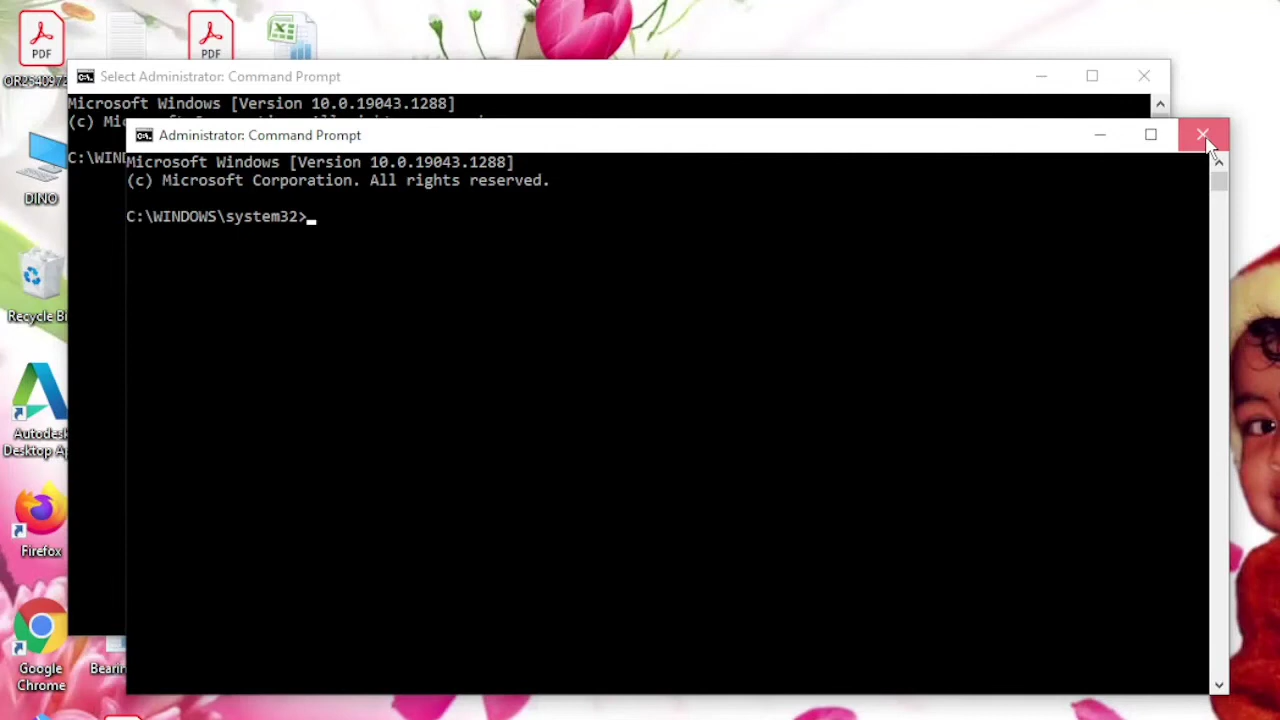 PDF
PDF
Select Administrator: Command Prompt
Microsoft Windows [Version 10.0.19043.1288]
(c)
C:\WIND
Administrator: Command Prompt
Microsoft Windows [Version 10.0.19043.1288]
(c) Microsoft Corporation. All rights reserved.
C:\WINDOWS\system32>
DINO
Recycle Bi
Autodesk
Desktop Ap
Firefox
Google
Chrome
Bearin